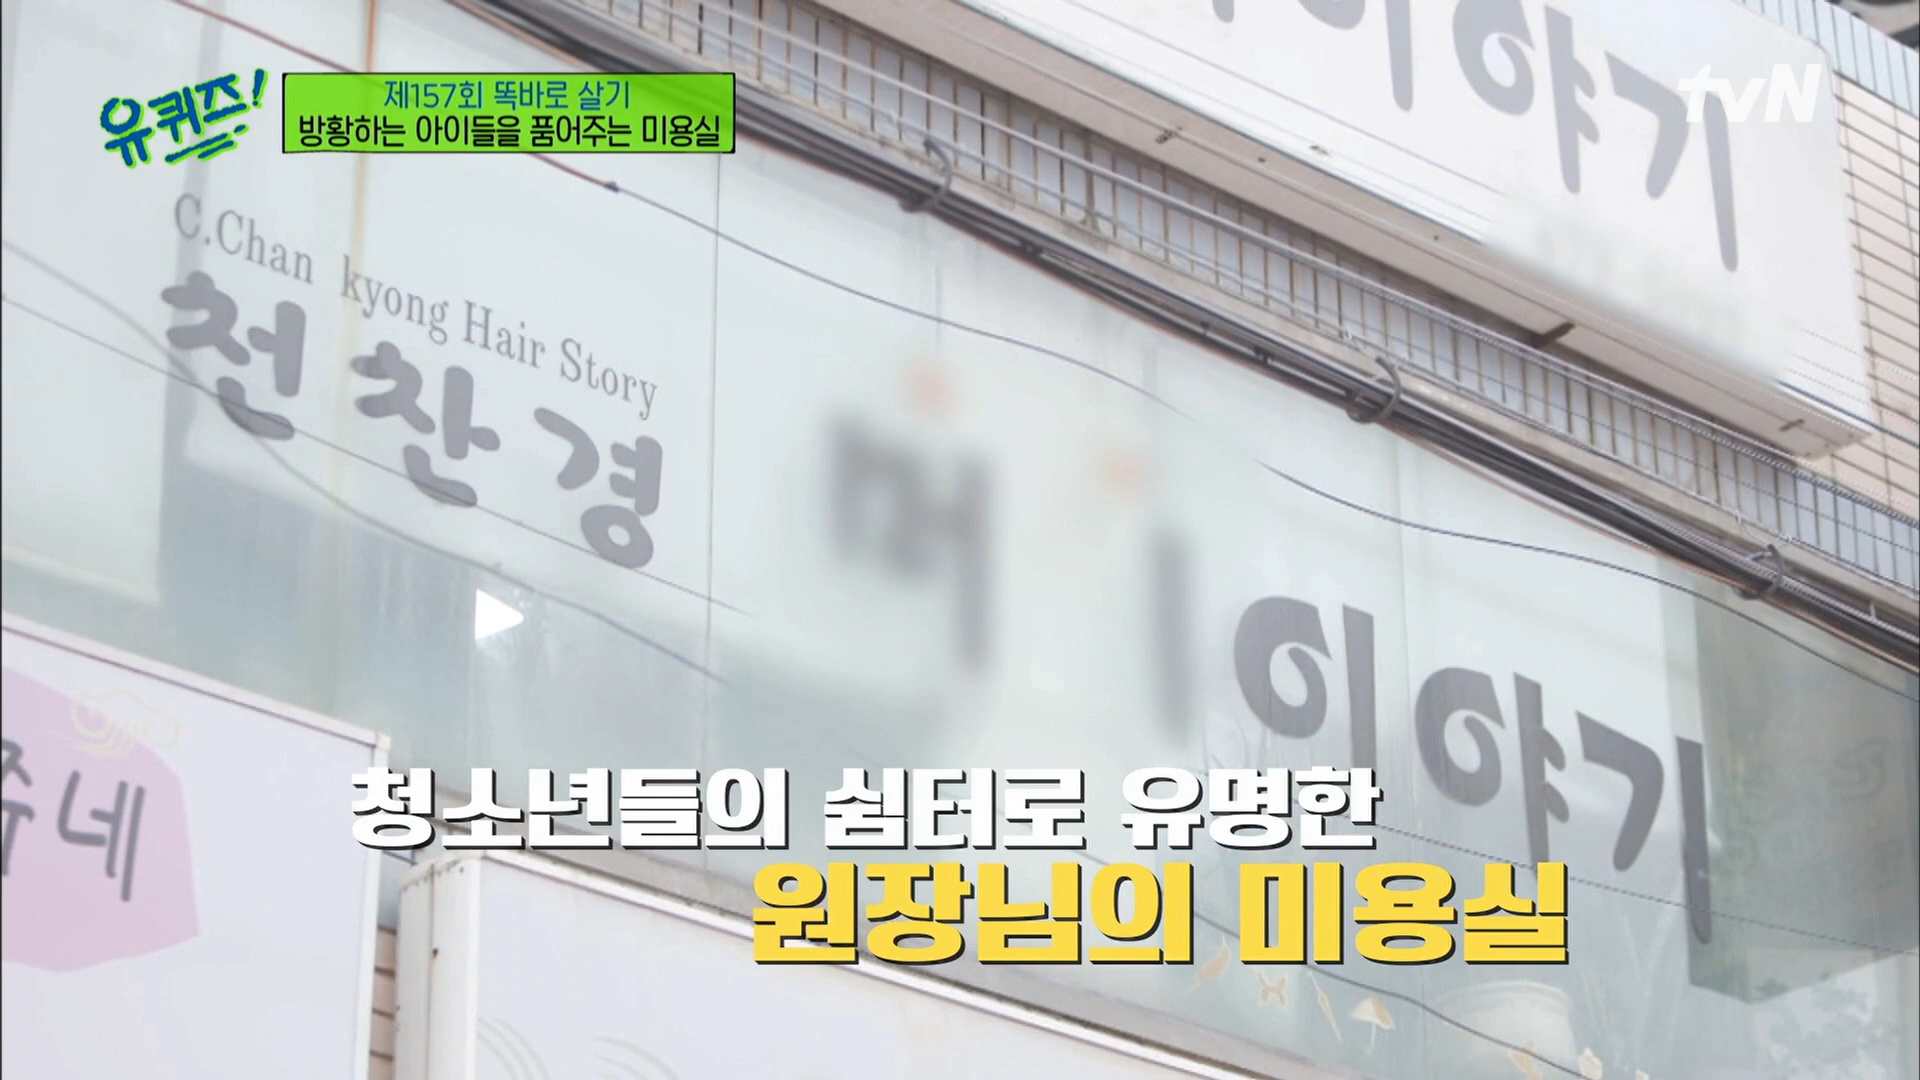 유퀴즈!
제157회 똑바로 살기
방황하는 아이들을 품어주는 미용실
tvN
이야기
C.Chan kyong Hair Story
천찬경
이야기
네
청소년들의 쉼터로 유명한
원장님의 미용실